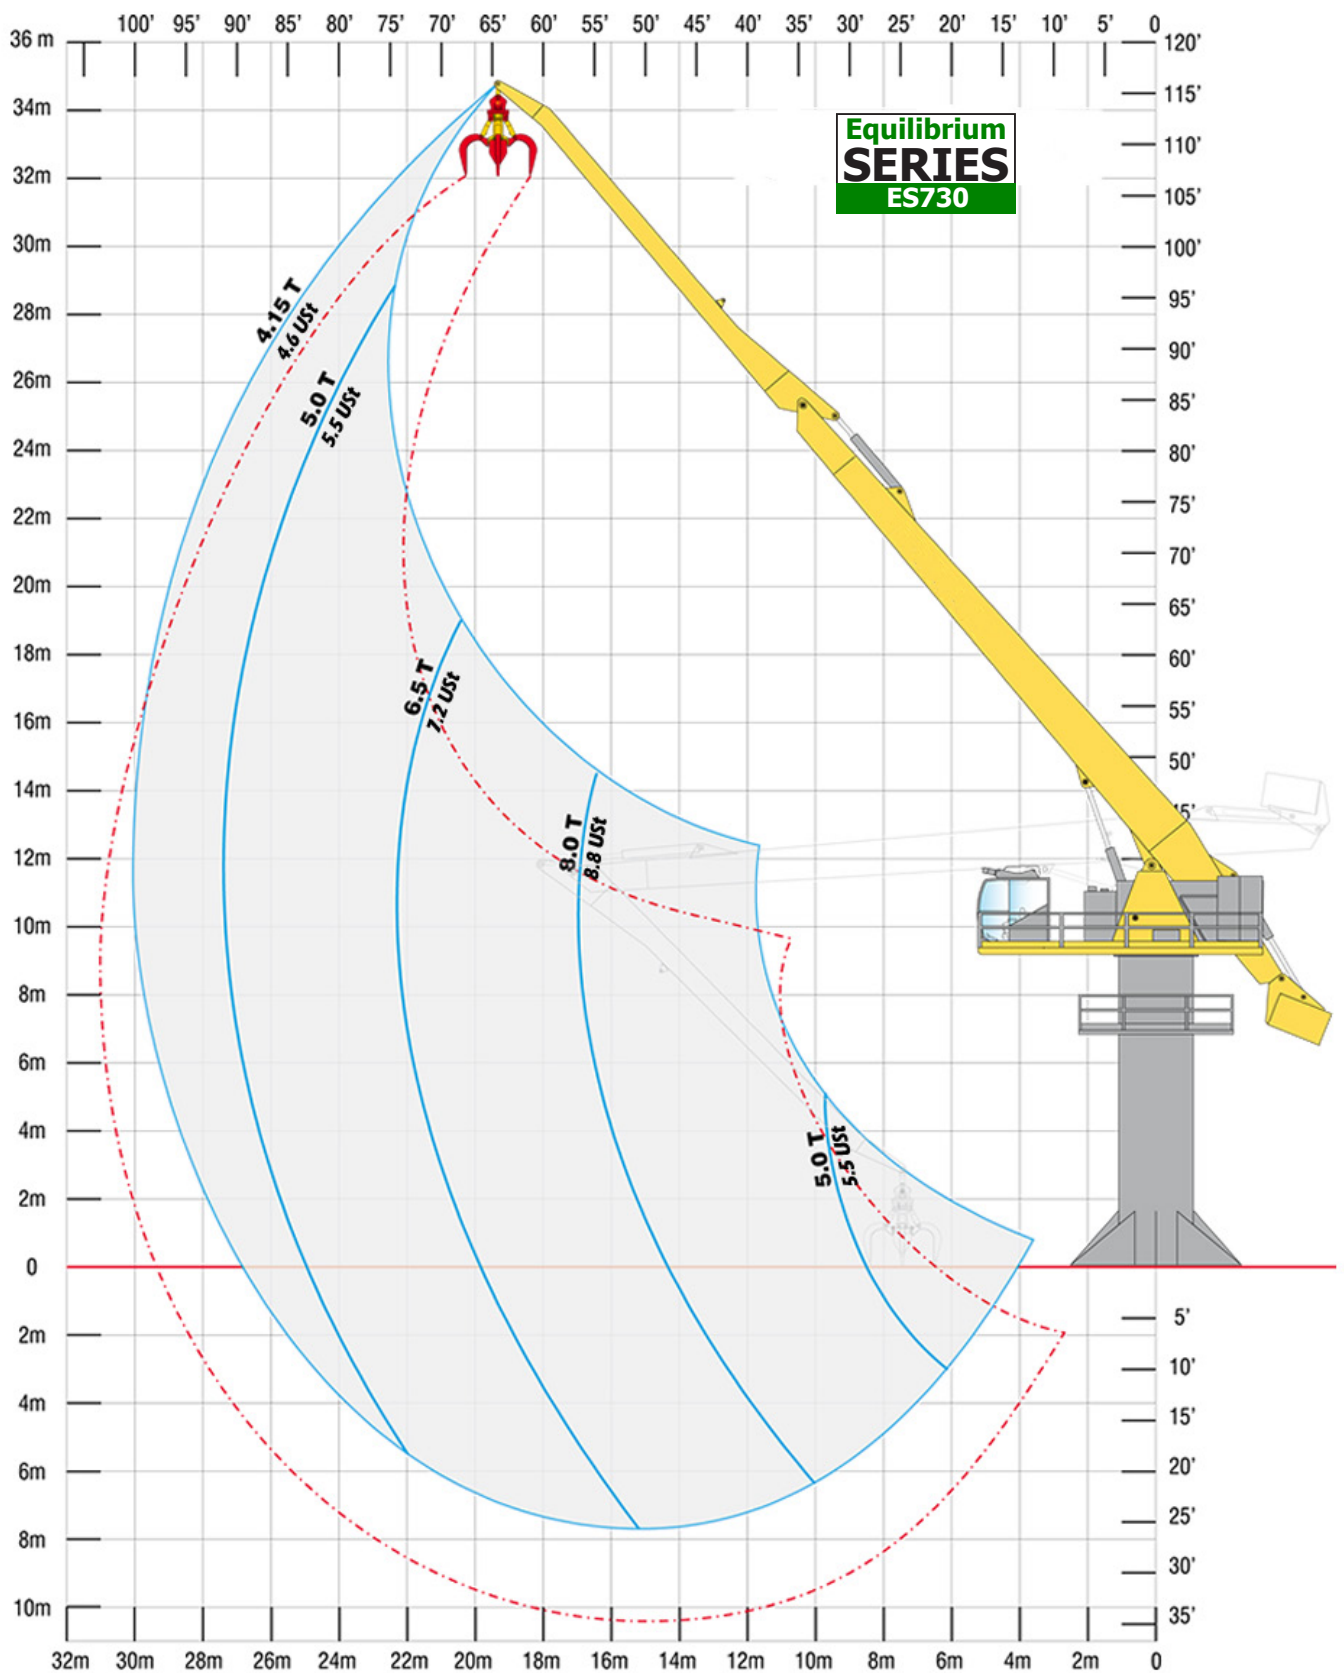 100' 95' 90' 85' 80' 75' 70' 65' 60' 55' 50' 45' 40' 35' 30' 25' 20' 15' 10' 5' 0
36 m
120'
34m
115'
Equilibrium
SERIES
ES730
110'
32m
105'
30m
100'
28m
95'
4.15 T
4.6 USt
90'
26m
85'
5.0 T
5.5 USt
24m
80'
75'
22m
70'
20m
65'
18m
60'
6.5 T
7.2 USt
16m
55'
50'
14m
5'
8.0 T
8.8 USt
12m
10m
8m
6m
4m
5.0 T
5.5 USt
2m
0
5'
2m
10'
4m
15'
6m
20'
25'
8m
30'
10m
35'
32m 30m 28m 26m 24m 22m 20m 18m 16m 14m 12m 10m 8m 6m 4m 2m 0